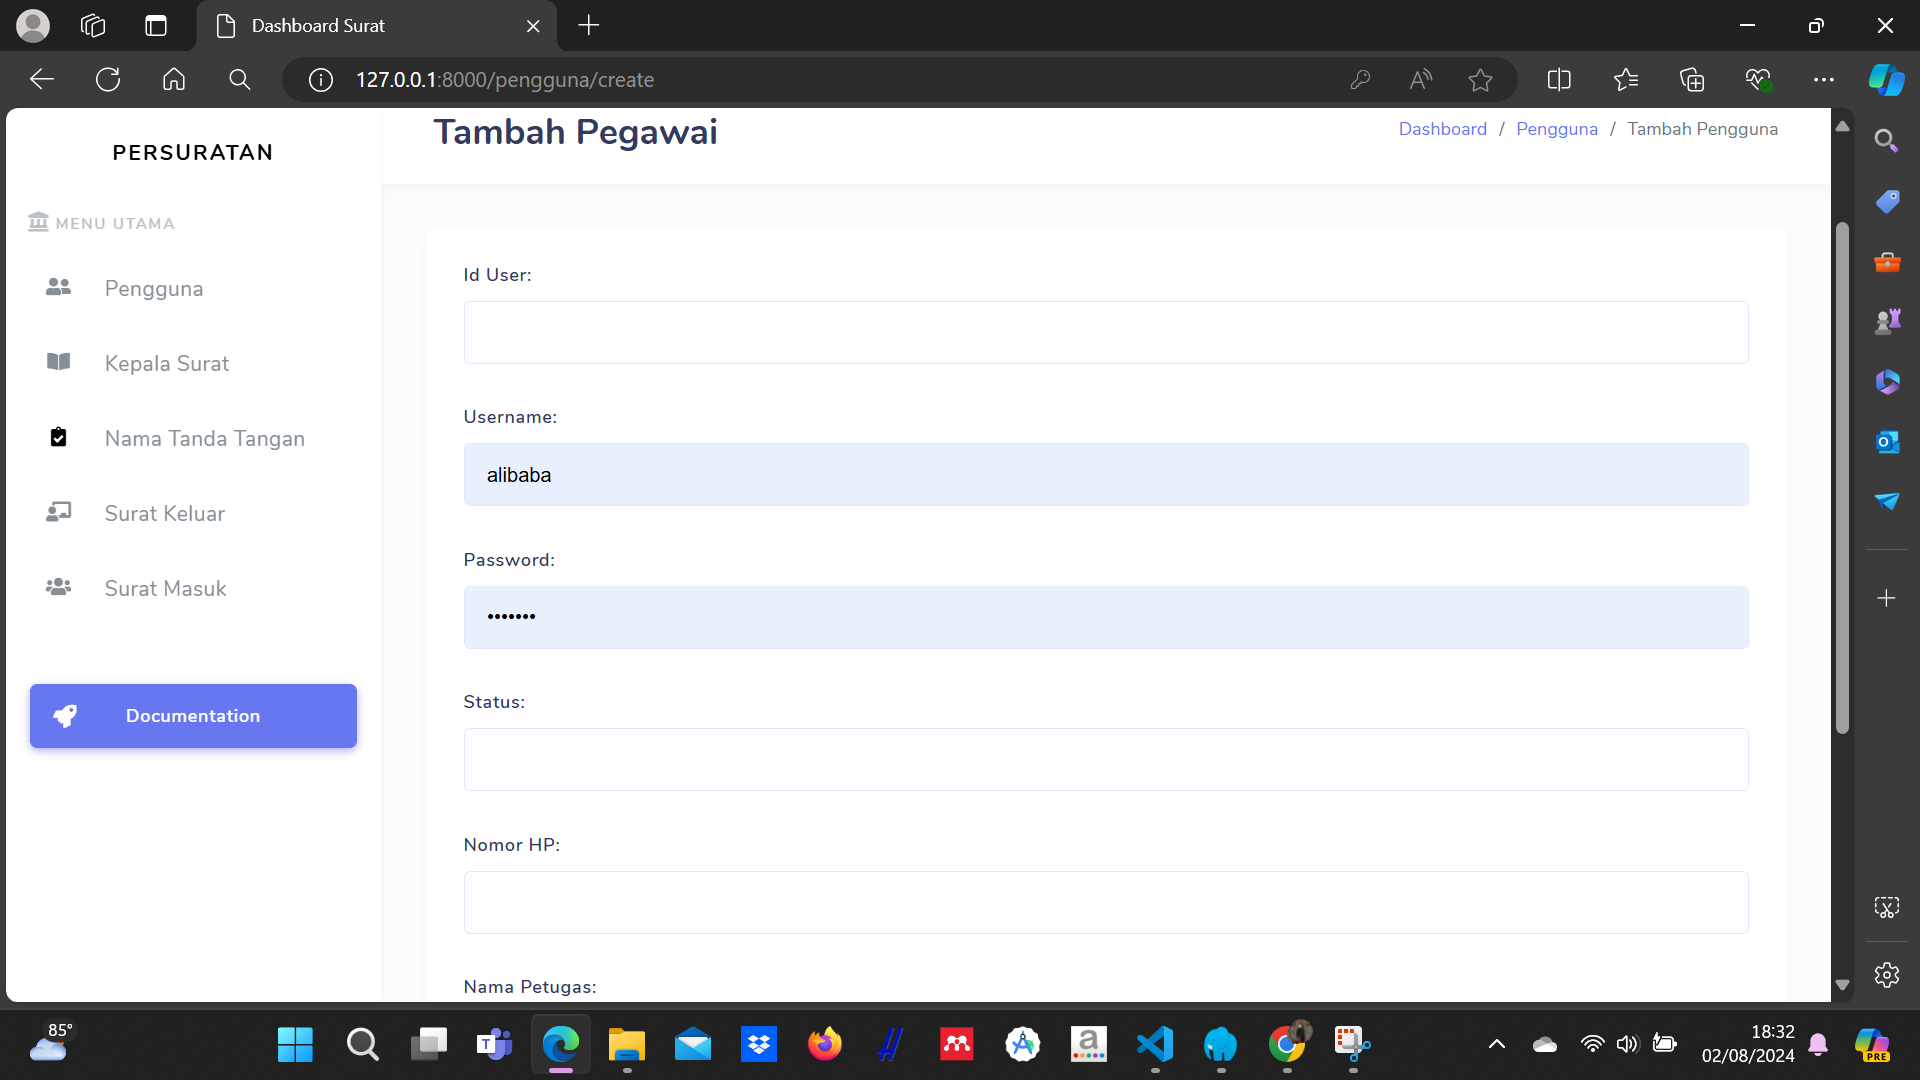 Dashboard Surat
127.0.0.1:8000/pengguna/create
PERSURATAN
MENU UTAMA
Pengguna
Kepala Surat
Nama Tanda Tangan
Surat Keluar
Surat Masuk
Documentation
Tambah Pegawai
Dashboard / Pengguna / Tambah Pengguna
Id User:
Username:
alibaba
Password:
•••••••
Status:
Nomor HP:
Nama Petugas:
85°
18:32
02/08/2024
PRE